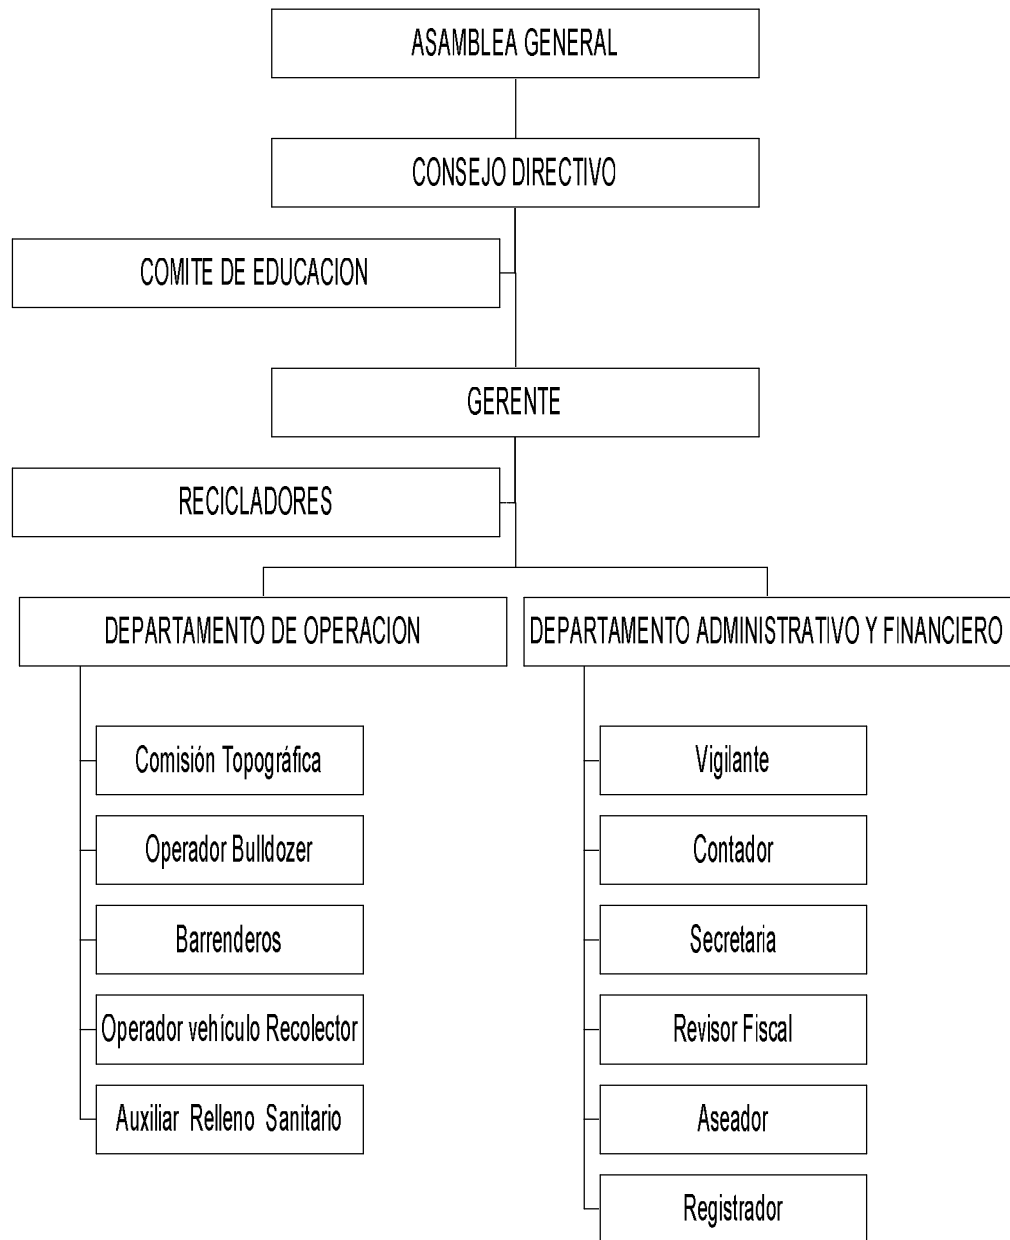 ASAMBLEA GENERAL
CONSEJO DIRECTIVO
COMITE DE EDUCACION
GERENTE
RECICLADORES
DEPARTAMENTO DE OPERACION
DEPARTAMENTO ADMINISTRATIVO Y FINANCIERO
Comisión Topográfica
Operador Bulldozer
Barrenderos
Operador vehículo Recolector
Auxiliar Relleno Sanitario
Vigilante
Contador
Secretaria
Revisor Fiscal
Aseador
Registrador